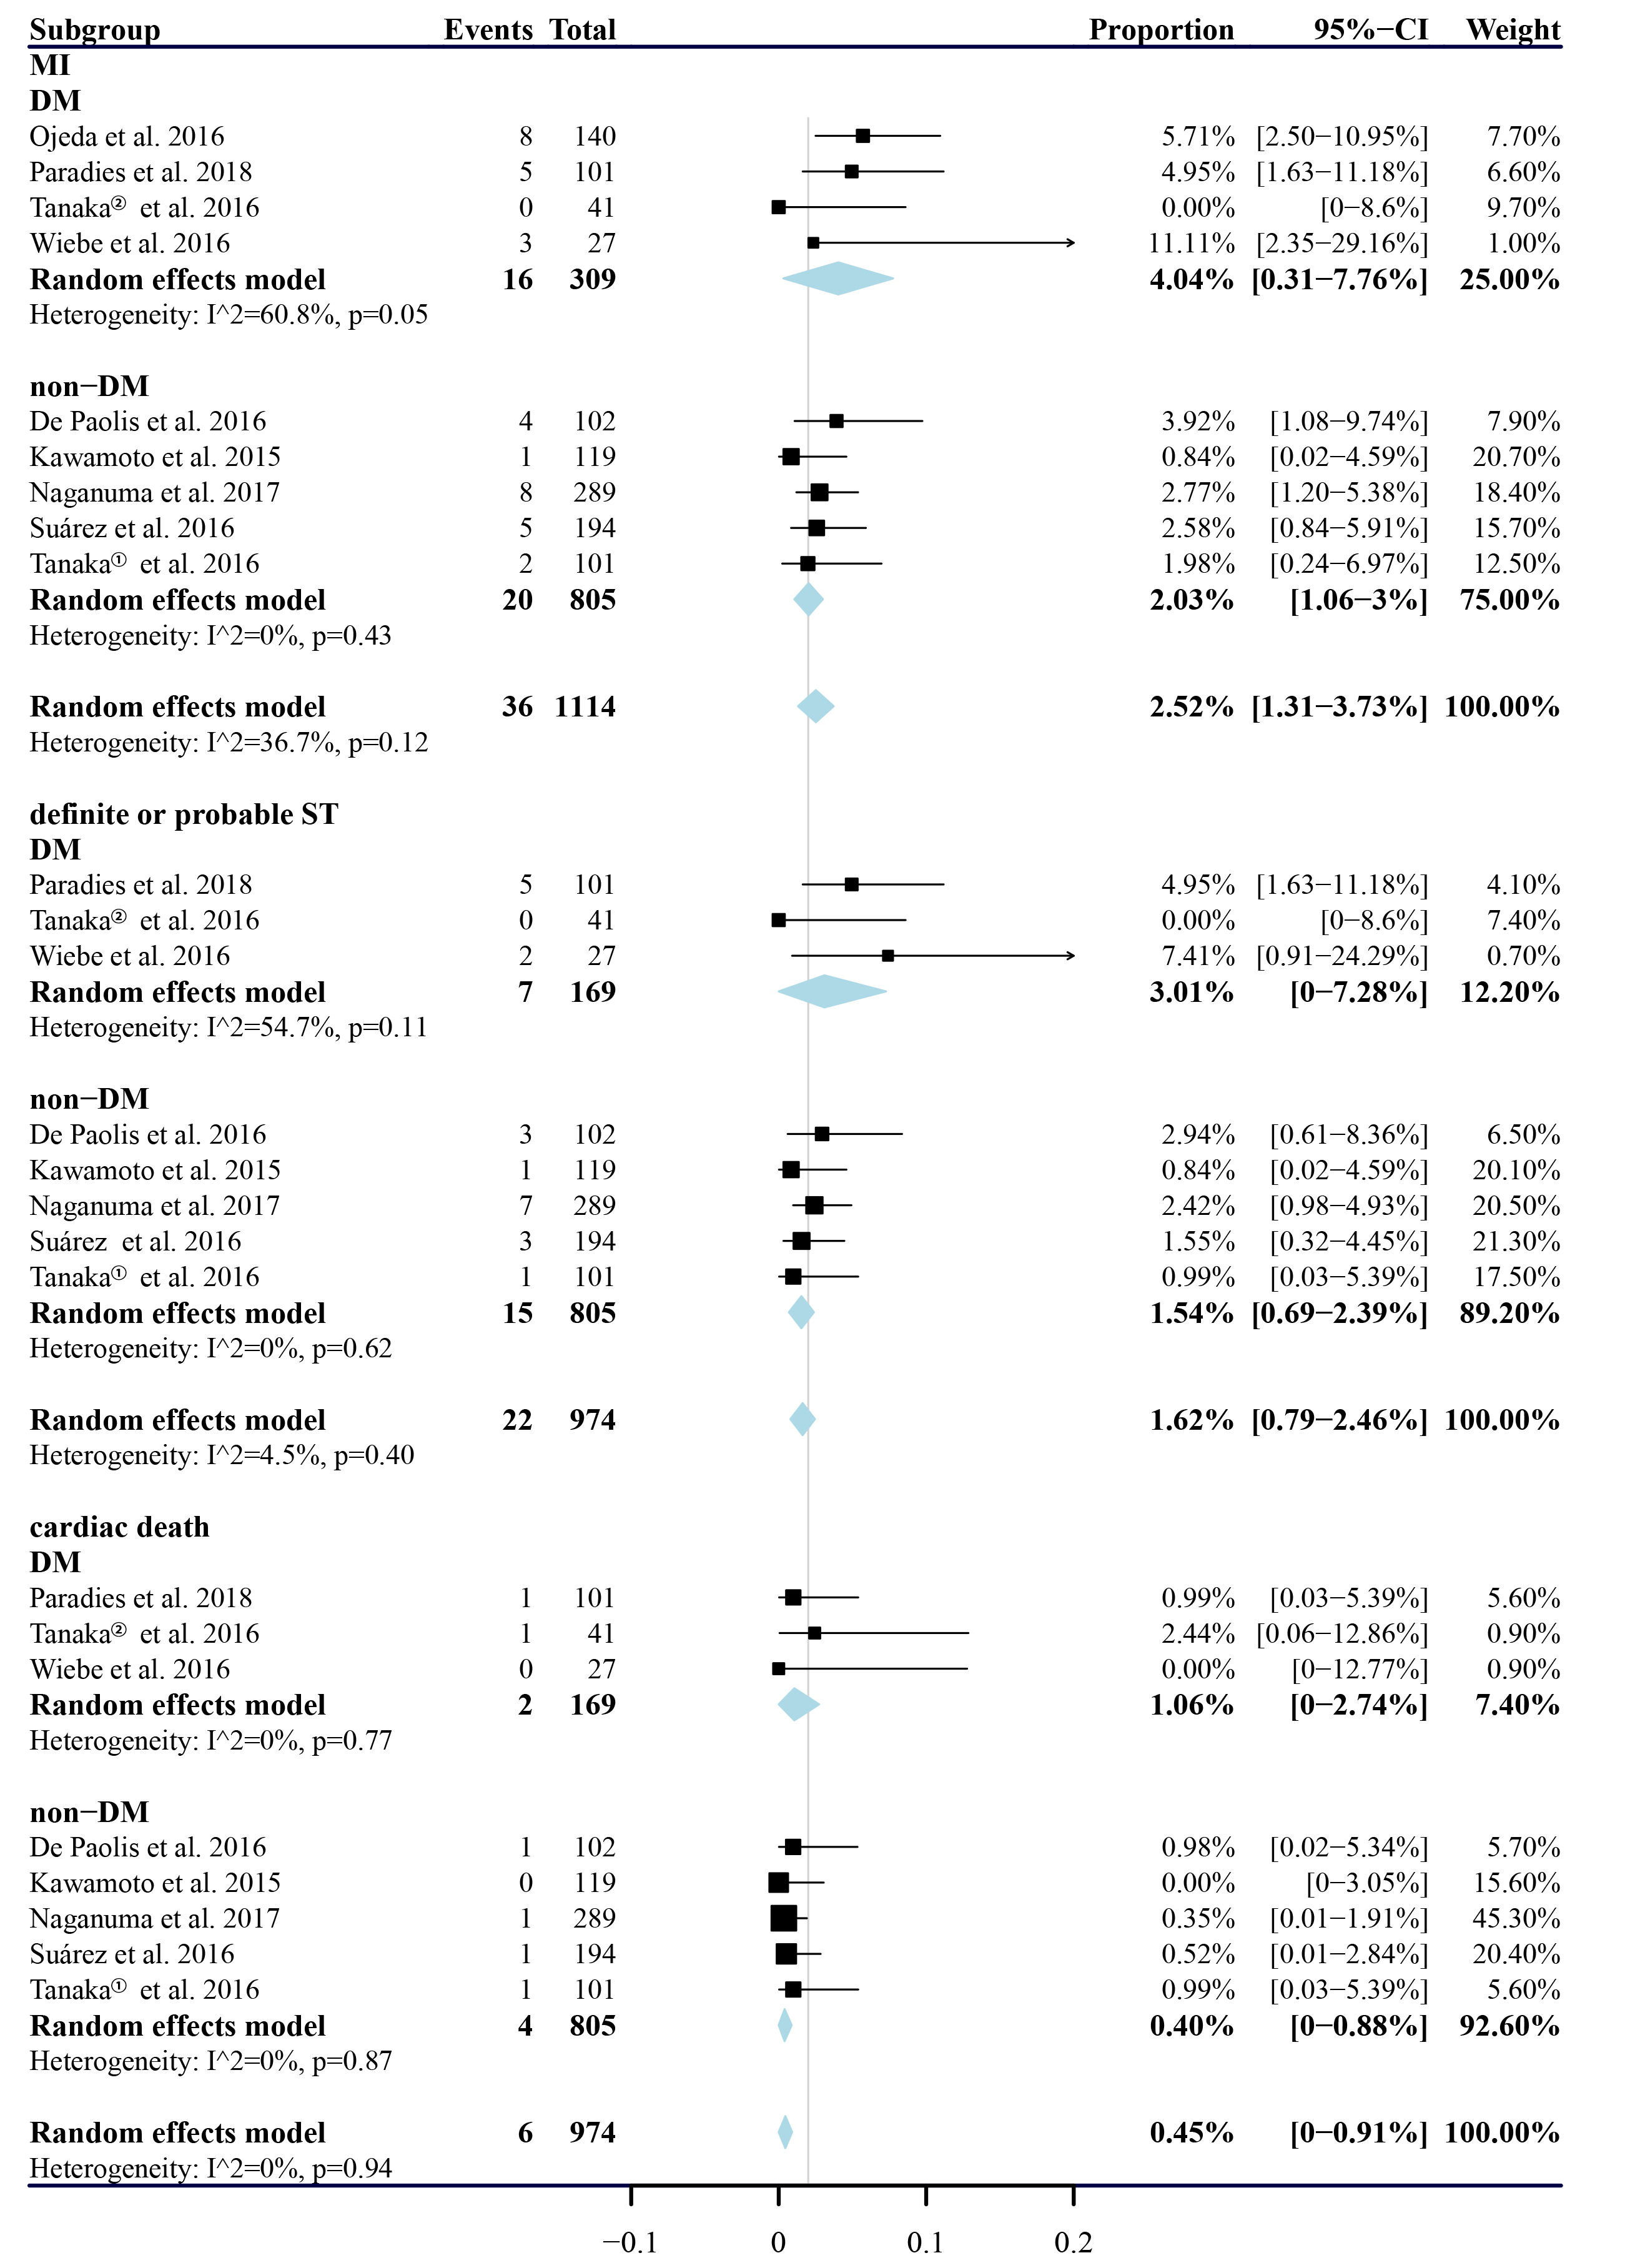 Subgroup Events Total Proportion 95%−CI Weight
MI
DM
Ojeda et al. 2016 8 140 5.71% [2.50−10.95%] 7.70%
Paradies et al. 2018 5 101 4.95% [1.63−11.18%] 6.60%
Tanaka② et al. 2016 0 41 0.00% [0−8.6%] 9.70%
Wiebe et al. 2016 3 27 11.11% [2.35−29.16%] 1.00%
Random effects model 16 309 4.04% [0.31−7.76%] 25.00%
Heterogeneity: I^2=60.8%, p=0.05
non−DM
De Paolis et al. 2016 4 102 3.92% [1.08−9.74%] 7.90%
Kawamoto et al. 2015 1 119 0.84% [0.02−4.59%] 20.70%
Naganuma et al. 2017 8 289 2.77% [1.20−5.38%] 18.40%
Suárez et al. 2016 5 194 2.58% [0.84−5.91%] 15.70%
Tanaka① et al. 2016 2 101 1.98% [0.24−6.97%] 12.50%
Random effects model 20 805 2.03% [1.06−3%] 75.00%
Heterogeneity: I^2=0%, p=0.43
Random effects model 36 1114 2.52% [1.31−3.73%] 100.00%
Heterogeneity: I^2=36.7%, p=0.12
definite or probable ST
DM
Paradies et al. 2018 5 101 4.95% [1.63−11.18%] 4.10%
Tanaka② et al. 2016 0 41 0.00% [0−8.6%] 7.40%
Wiebe et al. 2016 2 27 7.41% [0.91−24.29%] 0.70%
Random effects model 7 169 3.01% [0−7.28%] 12.20%
Heterogeneity: I^2=54.7%, p=0.11
non−DM
De Paolis et al. 2016 3 102 2.94% [0.61−8.36%] 6.50%
Kawamoto et al. 2015 1 119 0.84% [0.02−4.59%] 20.10%
Naganuma et al. 2017 7 289 2.42% [0.98−4.93%] 20.50%
Suárez et al. 2016 3 194 1.55% [0.32−4.45%] 21.30%
Tanaka① et al. 2016 1 101 0.99% [0.03−5.39%] 17.50%
Random effects model 15 805 1.54% [0.69−2.39%] 89.20%
Heterogeneity: I^2=0%, p=0.62
Random effects model 22 974 1.62% [0.79−2.46%] 100.00%
Heterogeneity: I^2=4.5%, p=0.40
cardiac death
DM
Paradies et al. 2018 1 101 0.99% [0.03−5.39%] 5.60%
Tanaka② et al. 2016 1 41 2.44% [0.06−12.86%] 0.90%
Wiebe et al. 2016 0 27 0.00% [0−12.77%] 0.90%
Random effects model 2 169 1.06% [0−2.74%] 7.40%
Heterogeneity: I^2=0%, p=0.77
non−DM
De Paolis et al. 2016 1 102 0.98% [0.02−5.34%] 5.70%
Kawamoto et al. 2015 0 119 0.00% [0−3.05%] 15.60%
Naganuma et al. 2017 1 289 0.35% [0.01−1.91%] 45.30%
Suárez et al. 2016 1 194 0.52% [0.01−2.84%] 20.40%
Tanaka① et al. 2016 1 101 0.99% [0.03−5.39%] 5.60%
Random effects model 4 805 0.40% [0−0.88%] 92.60%
Heterogeneity: I^2=0%, p=0.87
Random effects model 6 974 0.45% [0−0.91%] 100.00%
Heterogeneity: I^2=0%, p=0.94
−0.1 0 0.1 0.2